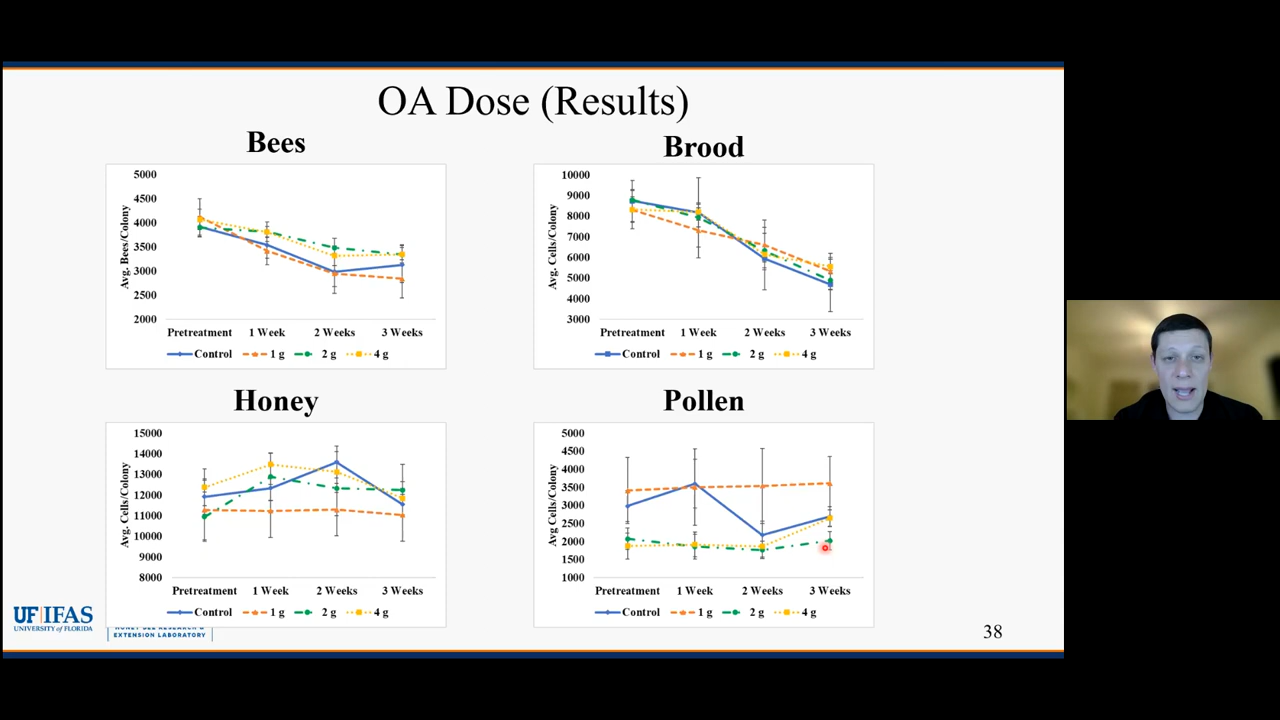 OA Dose (Results)
Bees
Avg. Bees/Colony
5000
4500
4000
3500
3000
2500
2000
Pretreatment 1 Week 2 Weeks 3 Weeks
Control 1 g 2 g 4 g
Brood
Avg. Cells/Colony
10000
9000
8000
7000
6000
5000
4000
3000
Pretreatment 1 Week 2 Weeks 3 Weeks
Control 1 g 2 g 4 g
Honey
Avg. Cells/Colony
15000
14000
13000
12000
11000
10000
9000
8000
Pretreatment 1 Week 2 Weeks 3 Weeks
Control 1 g 2 g 4 g
Pollen
Avg Cells/Colony
5000
4500
4000
3500
3000
2500
2000
1500
1000
Pretreatment 1 Week 2 Weeks 3 Weeks
Control 1 g 2 g 4 g
UF|IFAS
UNIVERSITY of FLORIDA
EXTENSION LABORATORY
38